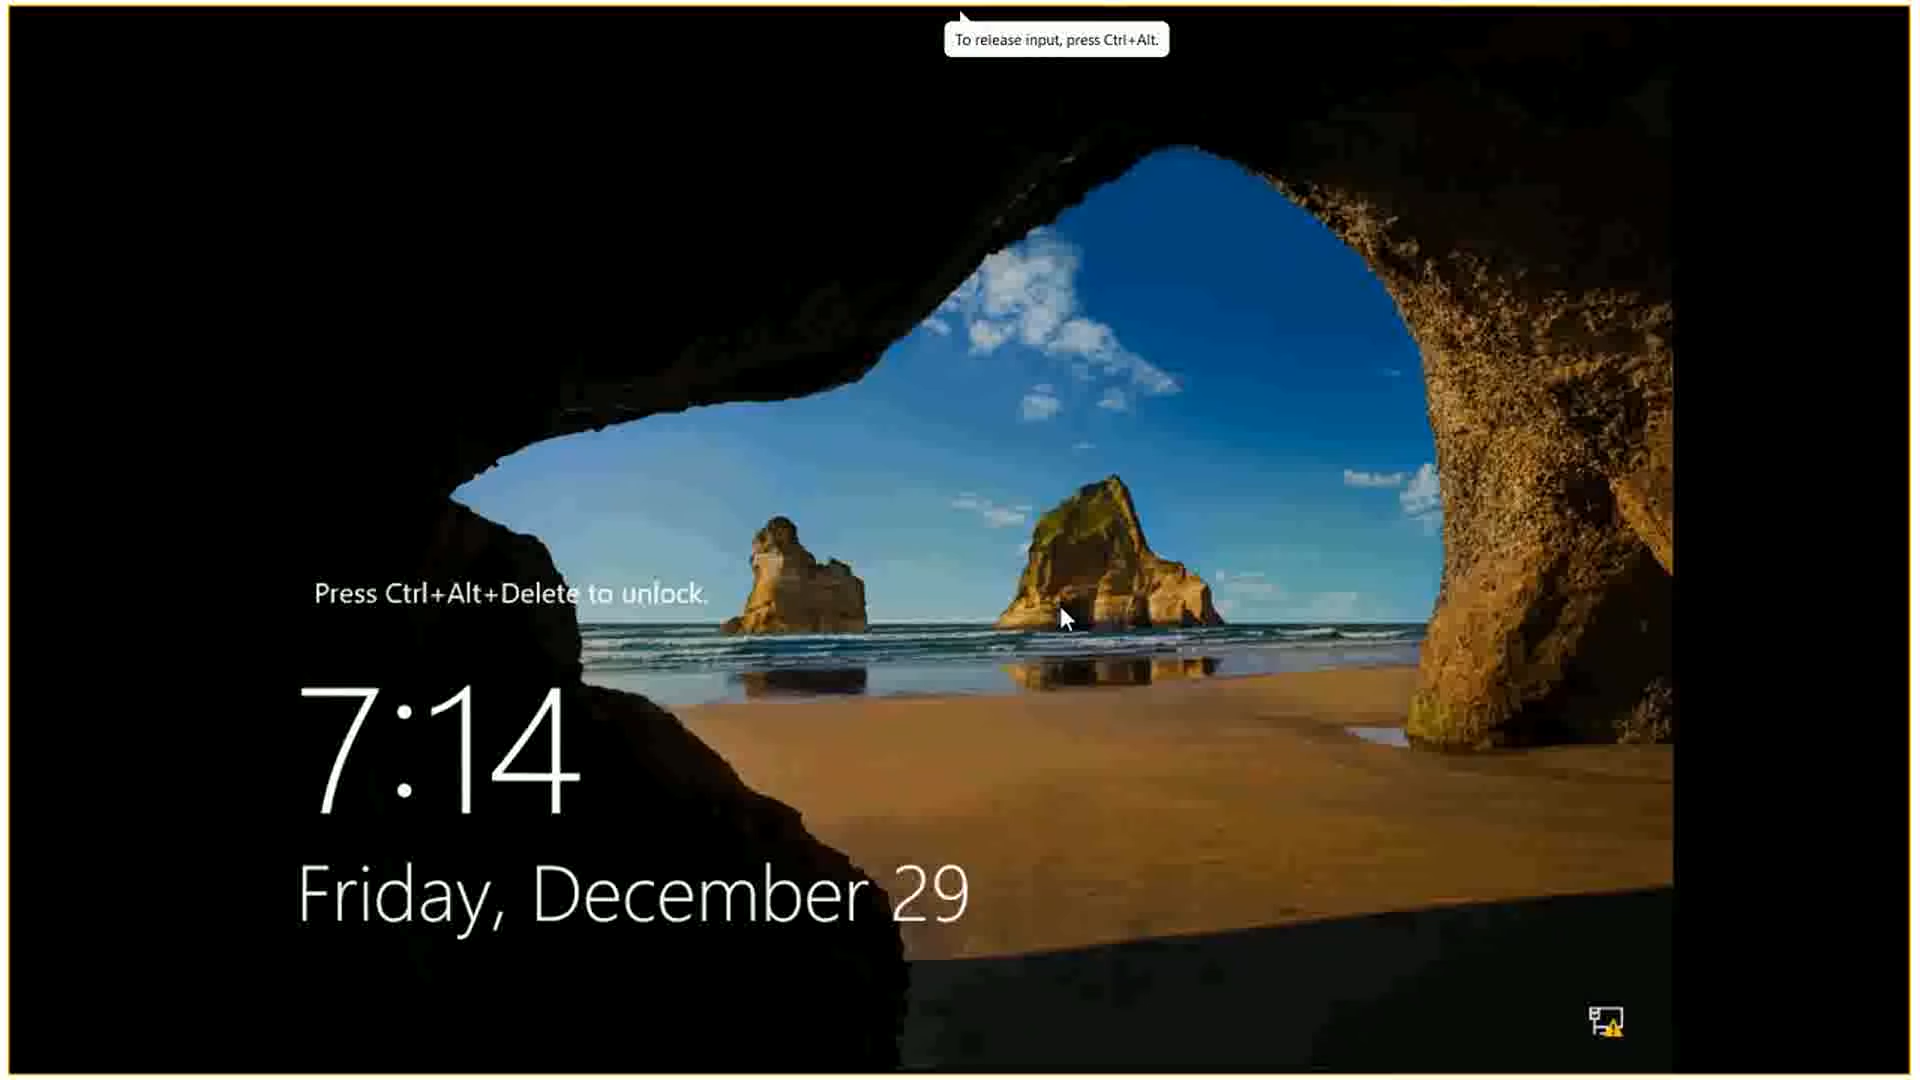 To release input, press Ctrl+Alt.
Press Ctrl+Alt+Delete to unlock.
7:14
Friday, December 29